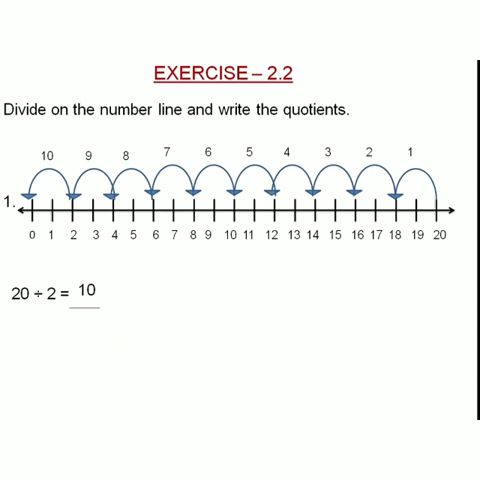 EXERCISE – 2.2
Divide on the number line and write the quotients.
10 9 8 7 6 5 4 3 2 1
1.
0 1 2 3 4 5 6 7 8 9 10 11 12 13 14 15 16 17 18 19 20
20 ÷ 2 = 10